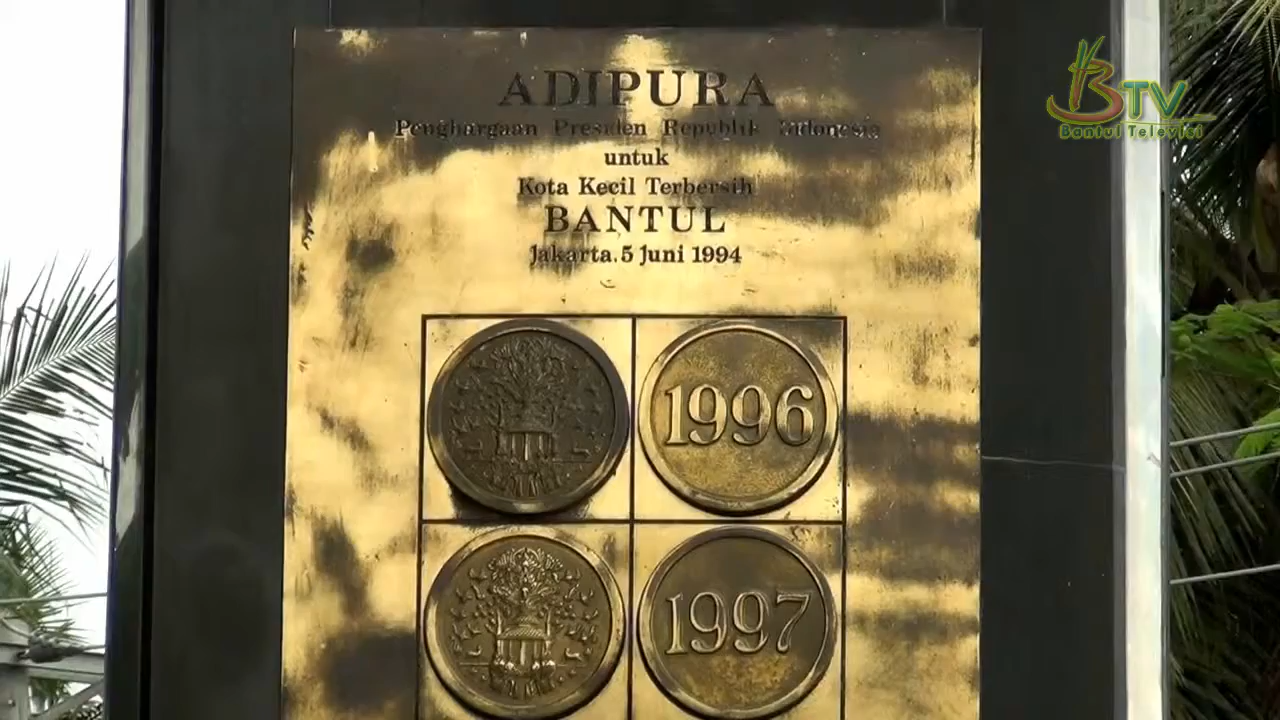 BTV
Bantul Televisi
ADIPURA
Penghargaan Presiden Republik Indonesia
untuk
Kota Kecil Terbersih
BANTUL
Jakarta. 5 Juni 1994
1996
1997